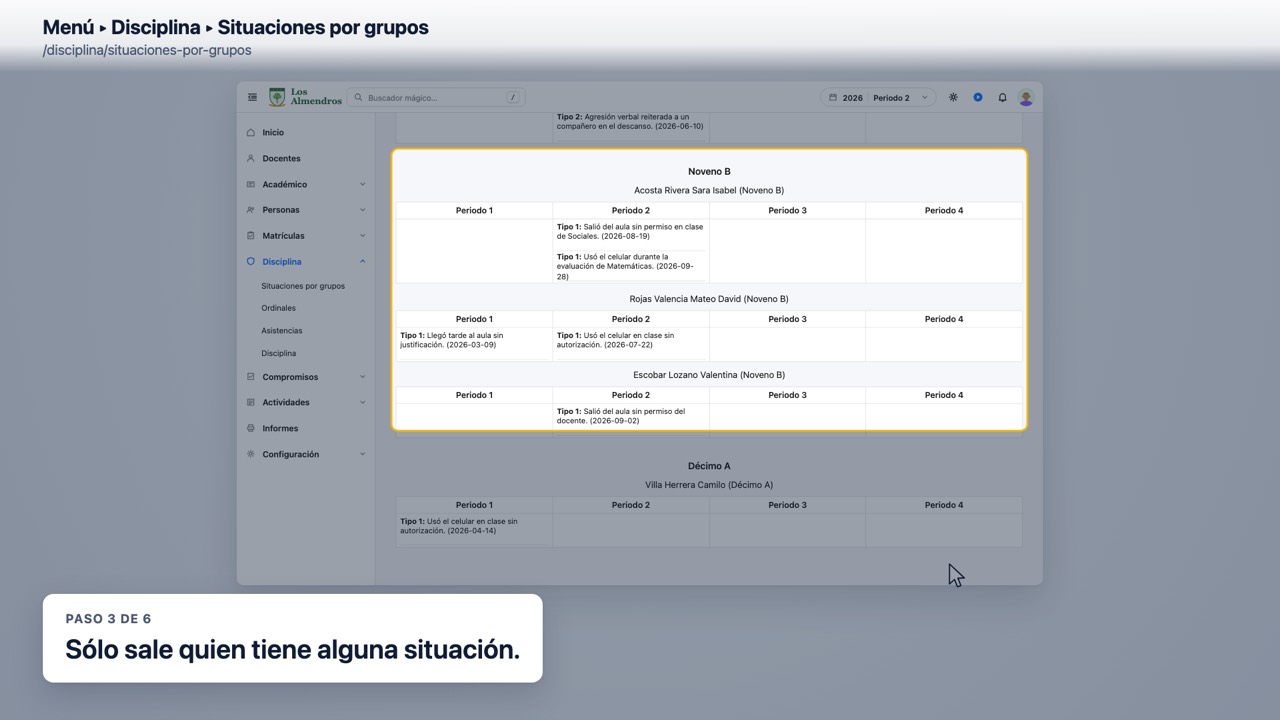 Menú ▸ Disciplina ▸ Situaciones por grupos
/disciplina/situaciones-por-grupos
Los Almendros
Buscador mágico...
/
2026
Periodo 2
Inicio
Docentes
Académico
Personas
Matrículas
Disciplina
Situaciones por grupos
Ordinales
Asistencias
Disciplina
Compromisos
Actividades
Informes
Configuración
Tipo 2: Agresión verbal reiterada a un
compañero en el descanso. (2026-06-10)
Noveno B
Acosta Rivera Sara Isabel (Noveno B)
Periodo 1 Periodo 2 Periodo 3 Periodo 4
Tipo 1: Salió del aula sin permiso en clase
de Sociales. (2026-08-19)
Tipo 1: Usó el celular durante la
evaluación de Matemáticas. (2026-09-
28)
Rojas Valencia Mateo David (Noveno B)
Periodo 1 Periodo 2 Periodo 3 Periodo 4
Tipo 1: Llegó tarde al aula sin
justificación. (2026-03-09)
Tipo 1: Usó el celular en clase sin
autorización. (2026-07-22)
Escobar Lozano Valentina (Noveno B)
Periodo 1 Periodo 2 Periodo 3 Periodo 4
Tipo 1: Salió del aula sin permiso del
docente. (2026-09-02)
Décimo A
Villa Herrera Camilo (Décimo A)
Periodo 1 Periodo 2 Periodo 3 Periodo 4
Tipo 1: Usó el celular en clase sin
autorización. (2026-04-14)
PASO 3 DE 6
Sólo sale quien tiene alguna situación.